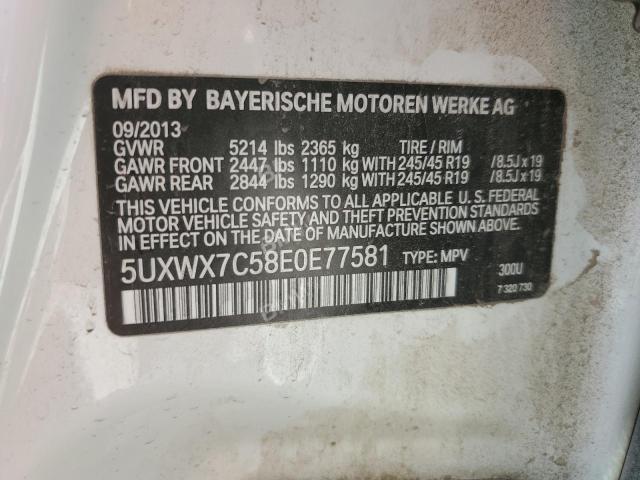 MFD BY BAYERISCHE MOTOREN WERKE AG
09/2013
GVWR 5214 lbs 2365 kg TIRE / RIM
GAWR FRONT 2447 lbs 1110 kg WITH 245/45 R19 / 8.5J x 19
GAWR REAR 2844 lbs 1290 kg WITH 245/45 R19 / 8.5J x 19
THIS VEHICLE CONFORMS TO ALL APPLICABLE U. S. FEDERAL
MOTOR VEHICLE SAFETY AND THEFT PREVENTION STANDARDS
IN EFFECT ON THE DATE OF MANUFACTURE SHOWN ABOVE.
5UXWX7C58E0E77581 TYPE: MPV 300U
7 320 730